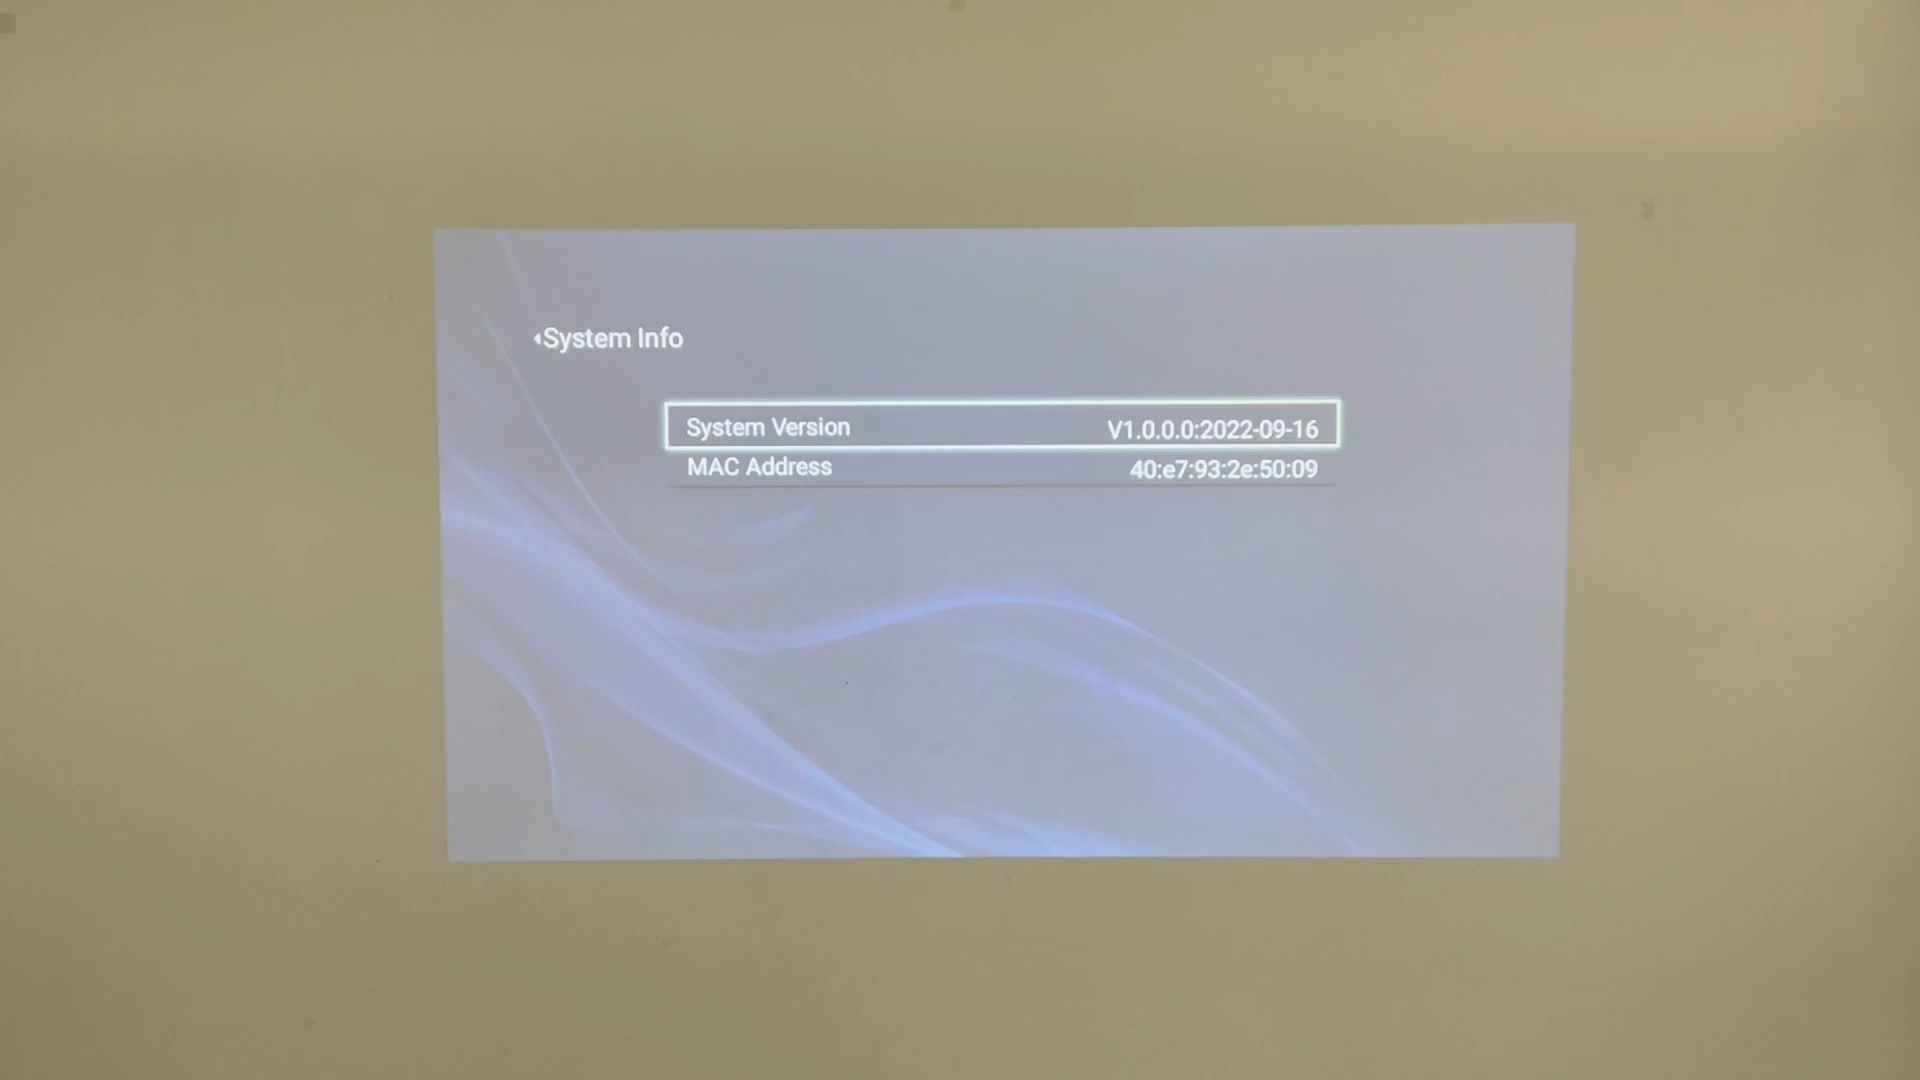 System Info
System Version V1.0.0.0:2022-09-16
MAC Address 40:e7:93:2e:50:09